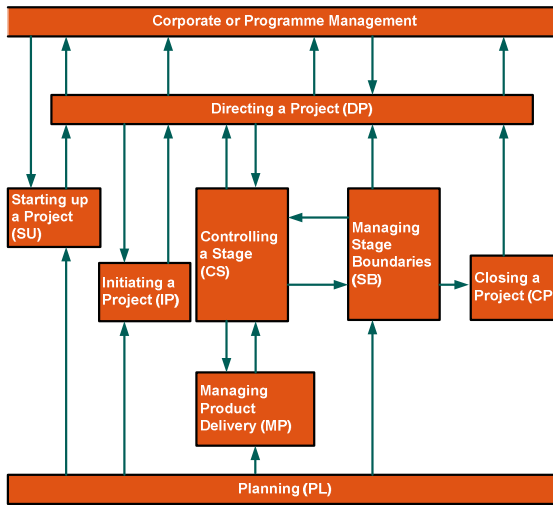 Corporate or Programme Management
Directing a Project (DP)
Starting up
a Project
(SU)
Controlling
a Stage
(CS)
Managing
Stage
Boundaries
(SB)
Initiating a
Project (IP)
Closing a
Project (CP
Managing
Product
Delivery (MP)
Planning (PL)